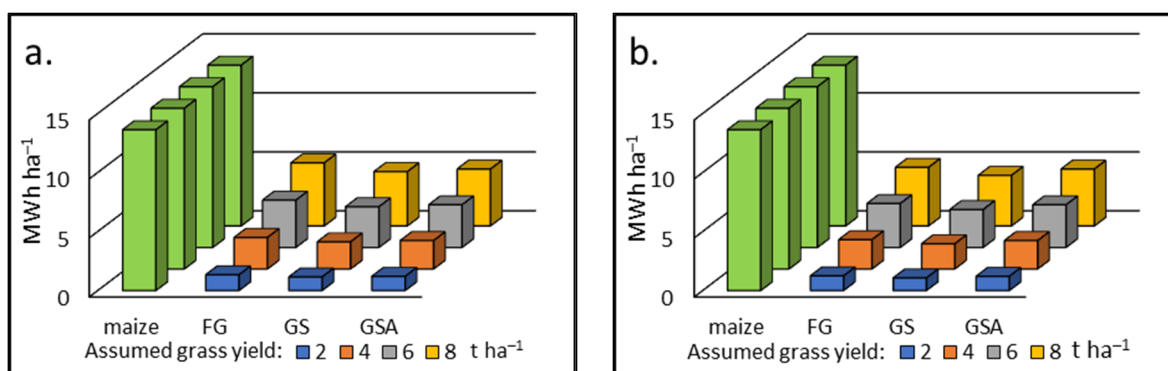 a.
15
10
5
0
MWh ha⁻¹
maize FG GS GSA
Assumed grass yield: 2 4 6 8 t ha⁻¹
b.
15
10
5
0
MWh ha⁻¹
maize FG GS GSA
Assumed grass yield: 2 4 6 8 t ha⁻¹